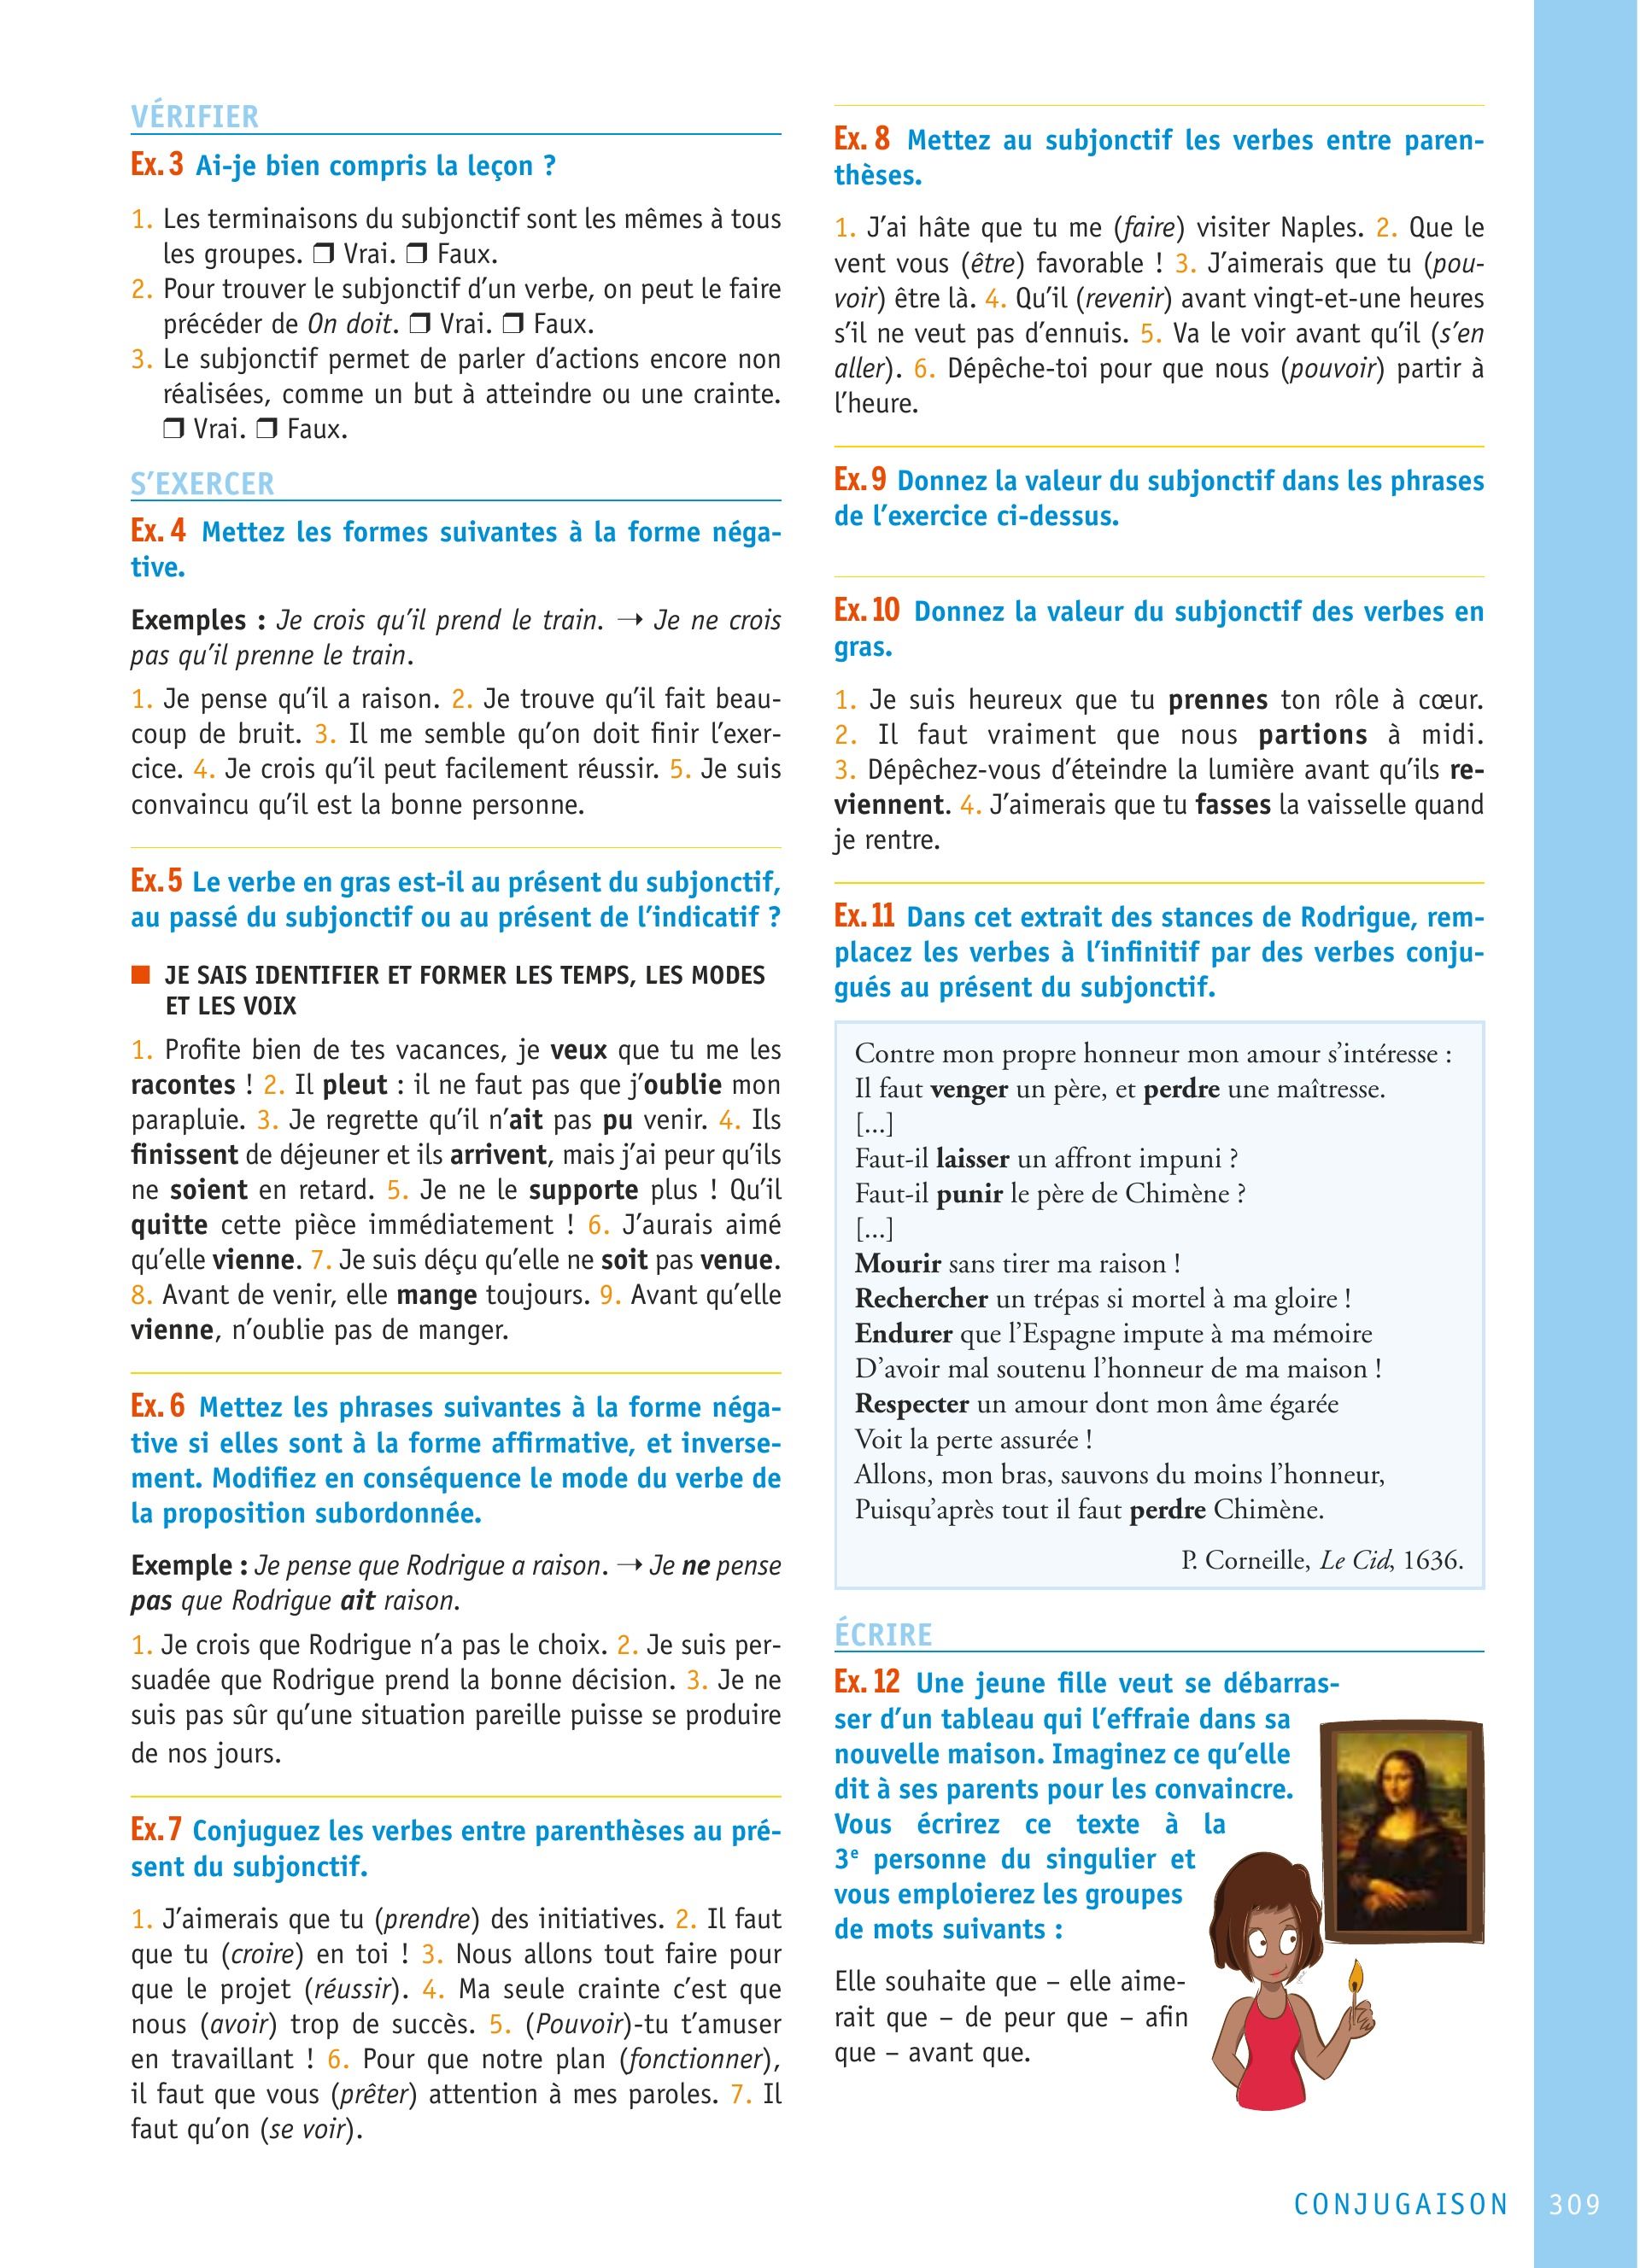 VÉRIFIER
Ex. 3 Ai-je bien compris la leçon ?
1. Les terminaisons du subjonctif sont les mêmes à tous
les groupes. ❒ Vrai. ❒ Faux.
2. Pour trouver le subjonctif d’un verbe, on peut le faire
précéder de On doit. ❒ Vrai. ❒ Faux.
3. Le subjonctif permet de parler d’actions encore non
réalisées, comme un but à atteindre ou une crainte.
❒ Vrai. ❒ Faux.
S’EXERCER
Ex. 4 Mettez les formes suivantes à la forme néga-
tive.
Exemples : Je crois qu’il prend le train. → Je ne crois
pas qu’il prenne le train.
1. Je pense qu’il a raison. 2. Je trouve qu’il fait beau-
coup de bruit. 3. Il me semble qu’on doit finir l’exer-
cice. 4. Je crois qu’il peut facilement réussir. 5. Je suis
convaincu qu’il est la bonne personne.
Ex. 5 Le verbe en gras est-il au présent du subjonctif,
au passé du subjonctif ou au présent de l’indicatif ?
■ JE SAIS IDENTIFIER ET FORMER LES TEMPS, LES MODES
ET LES VOIX
1. Profite bien de tes vacances, je veux que tu me les
racontes ! 2. Il pleut : il ne faut pas que j’oublie mon
parapluie. 3. Je regrette qu’il n’ait pas pu venir. 4. Ils
finissent de déjeuner et ils arrivent, mais j’ai peur qu’ils
ne soient en retard. 5. Je ne le supporte plus ! Qu’il
quitte cette pièce immédiatement ! 6. J’aurais aimé
qu’elle vienne. 7. Je suis déçu qu’elle ne soit pas venue.
8. Avant de venir, elle mange toujours. 9. Avant qu’elle
vienne, n’oublie pas de manger.
Ex. 6 Mettez les phrases suivantes à la forme néga-
tive si elles sont à la forme affirmative, et inverse-
ment. Modifiez en conséquence le mode du verbe de
la proposition subordonnée.
Exemple : Je pense que Rodrigue a raison. → Je ne pense
pas que Rodrigue ait raison.
1. Je crois que Rodrigue n’a pas le choix. 2. Je suis per-
suadée que Rodrigue prend la bonne décision. 3. Je ne
suis pas sûr qu’une situation pareille puisse se produire
de nos jours.
Ex. 7 Conjuguez les verbes entre parenthèses au pré-
sent du subjonctif.
1. J’aimerais que tu (prendre) des initiatives. 2. Il faut
que tu (croire) en toi ! 3. Nous allons tout faire pour
que le projet (réussir). 4. Ma seule crainte c’est que
nous (avoir) trop de succès. 5. (Pouvoir)-tu t’amuser
en travaillant ! 6. Pour que notre plan (fonctionner),
il faut que vous (prêter) attention à mes paroles. 7. Il
faut qu’on (se voir).
Ex. 8 Mettez au subjonctif les verbes entre paren-
thèses.
1. J’ai hâte que tu me (faire) visiter Naples. 2. Que le
vent vous (être) favorable ! 3. J’aimerais que tu (pou-
voir) être là. 4. Qu’il (revenir) avant vingt-et-une heures
s’il ne veut pas d’ennuis. 5. Va le voir avant qu’il (s’en
aller). 6. Dépêche-toi pour que nous (pouvoir) partir à
l’heure.
Ex. 9 Donnez la valeur du subjonctif dans les phrases
de l’exercice ci-dessus.
Ex. 10 Donnez la valeur du subjonctif des verbes en
gras.
1. Je suis heureux que tu prennes ton rôle à cœur.
2. Il faut vraiment que nous partions à midi.
3. Dépêchez-vous d’éteindre la lumière avant qu’ils re-
viennent. 4. J’aimerais que tu fasses la vaisselle quand
je rentre.
Ex. 11 Dans cet extrait des stances de Rodrigue, rem-
placez les verbes à l’infinitif par des verbes conju-
gués au présent du subjonctif.
Contre mon propre honneur mon amour s’intéresse :
Il faut venger un père, et perdre une maîtresse.
[...]
Faut-il laisser un affront impuni ?
Faut-il punir le père de Chimène ?
[...]
Mourir sans tirer ma raison !
Rechercher un trépas si mortel à ma gloire !
Endurer que l’Espagne impute à ma mémoire
D’avoir mal soutenu l’honneur de ma maison !
Respecter un amour dont mon âme égarée
Voit la perte assurée !
Allons, mon bras, sauvons du moins l’honneur,
Puisqu’après tout il faut perdre Chimène.
P. Corneille, Le Cid, 1636.
ÉCRIRE
Ex. 12 Une jeune fille veut se débarras-
ser d’un tableau qui l’effraie dans sa
nouvelle maison. Imaginez ce qu’elle
dit à ses parents pour les convaincre.
Vous écrirez ce texte à la
3e personne du singulier et
vous emploierez les groupes
de mots suivants :
Elle souhaite que – elle aime-
rait que – de peur que – afin
que – avant que.
CONJUGAISON 309